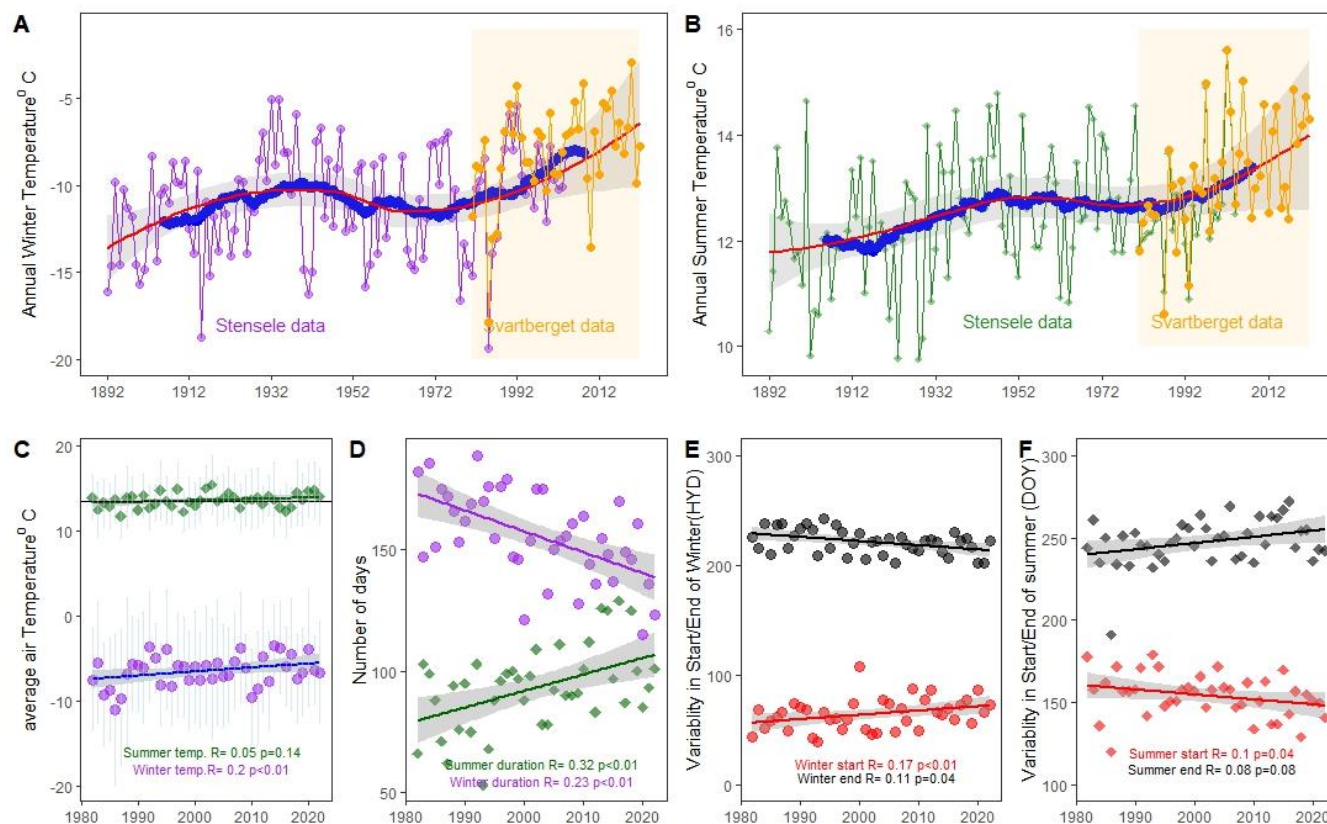 A
B
Annual Winter Temperature⁰ C
-5
-10
-15
-20
Stensele data
Svartberget data
1892
1912
1932
1952
1972
1992
2012
Annual Summer Temperature⁰ C
16
14
12
10
Stensele data
Svartberget data
1892
1912
1932
1952
1972
1992
2012
C
D
E
F
average air Temperature⁰ C
20
10
0
-10
-20
Summer temp. R= 0.05 p=0.14
Winter temp.R= 0.2 p<0.01
1980
1990
2000
2010
2020
Number of days
150
100
50
Summer duration R= 0.32 p<0.01
Winter duration R= 0.23 p<0.01
1980
1990
2000
2010
2020
Variablity in Start/End of Winter(HYD)
300
200
100
0
Winter start R= 0.17 p<0.01
Winter end R= 0.11 p=0.04
1980
1990
2000
2010
2020
Variability in Start/End of summer (DOY)
300
250
200
150
100
Summer start R= 0.1 p=0.04
Summer end R= 0.08 p=0.08
1980
1990
2000
2010
2020